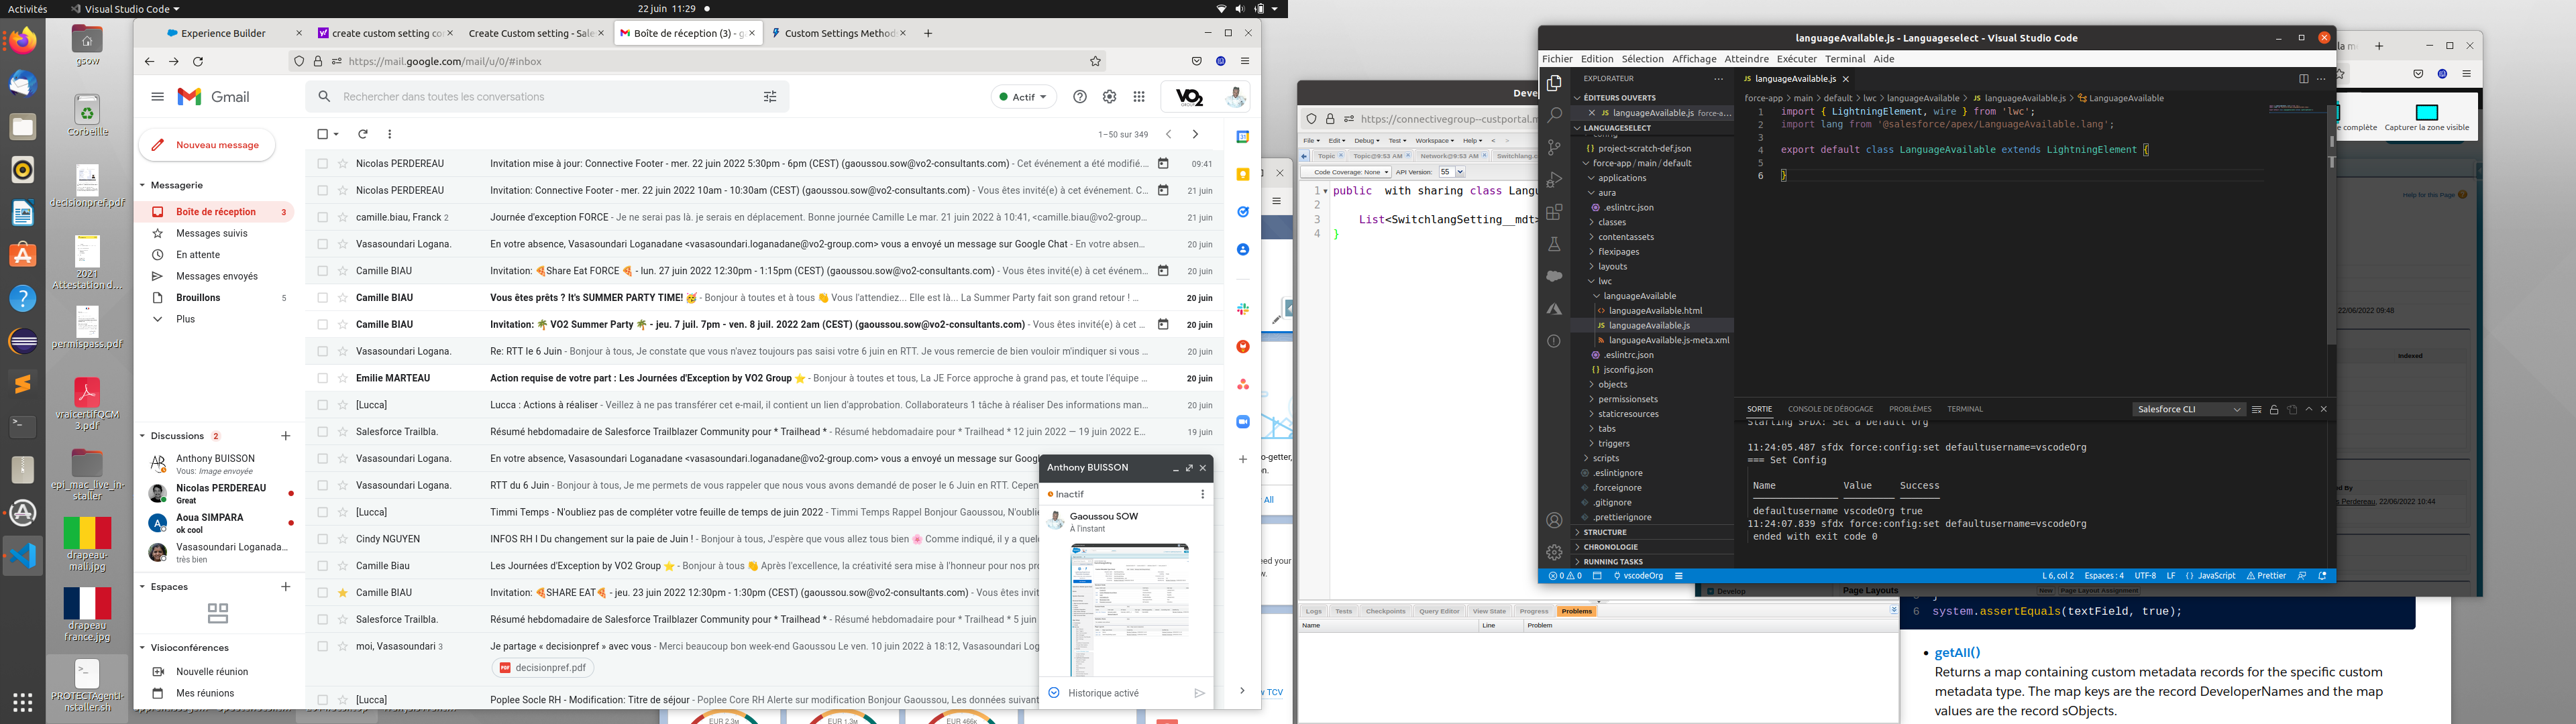 Activités
Visual Studio Code
22 juin 11:29
gsow
Corbeille
decisionpref.pdf
2021
Attestation d...
permispass.pdf
vraicertifQCM
3.pdf
epi_mac_live_in-
staller
drapeau-
mali.jpg
drapeau
france.jpg
PROTECTAgentI-
nstaller.sh
Experience Builder
create custom setting co
Create Custom setting - Sale
Boîte de réception (3) - g
Custom Settings Method
https://mail.google.com/mail/u/0/#inbox
Gmail
Rechercher dans toutes les conversations
Actif
VO2
GROUP
Nouveau message
1–50 sur 349
Messagerie
Boîte de réception 3
Messages suivis
En attente
Messages envoyés
Brouillons 5
Plus
Discussions 2
Anthony BUISSON
Vous: Image envoyée
Nicolas PERDEREAU
Great
Aoua SIMPARA
ok cool
Vasasoundari Loganada...
très bien
Espaces
Visioconférences
Nouvelle réunion
Mes réunions
Nicolas PERDEREAU Invitation mise à jour: Connective Footer - mer. 22 juin 2022 5:30pm - 6pm (CEST) (gaoussou.sow@vo2-consultants.com) - Cet événement a été modifié.... 09:41
Nicolas PERDEREAU Invitation: Connective Footer - mer. 22 juin 2022 10am - 10:30am (CEST) (gaoussou.sow@vo2-consultants.com) - Vous êtes invité(e) à cet événement. C... 21 juin
camille.biau, Franck 2 Journée d'exception FORCE - Je ne serai pas là. je serais en déplacement. Bonne journée Camille Le mar. 21 juin 2022 à 10:41, <camille.biau@vo2-group... 21 juin
Vasasoundari Logana. En votre absence, Vasasoundari Loganadane <vasasoundari.loganadane@vo2-group.com> vous a envoyé un message sur Google Chat - En votre absen... 20 juin
Camille BIAU Invitation: 🍕Share Eat FORCE 🍕 - lun. 27 juin 2022 12:30pm - 1:15pm (CEST) (gaoussou.sow@vo2-consultants.com) - Vous êtes invité(e) à cet événem... 20 juin
Camille BIAU Vous êtes prêts ? It's SUMMER PARTY TIME! 🥳 - Bonjour à toutes et à tous 👋 Vous l'attendiez... Elle est là... La Summer Party fait son grand retour ! ... 20 juin
Camille BIAU Invitation: 🌴 VO2 Summer Party 🌴 - jeu. 7 juil. 7pm - ven. 8 juil. 2022 2am (CEST) (gaoussou.sow@vo2-consultants.com) - Vous êtes invité(e) à cet ... 20 juin
Vasasoundari Logana. Re: RTT le 6 Juin - Bonjour à tous, Je constate que vous n'avez toujours pas saisi votre 6 juin en RTT. Je vous remercie de bien vouloir m'indiquer si vous ... 20 juin
Emilie MARTEAU Action requise de votre part : Les Journées d'Exception by VO2 Group ⭐ - Bonjour à toutes et tous, La JE Force approche à grand pas, et toute l'équipe ... 20 juin
[Lucca] Lucca : Actions à réaliser - Veillez à ne pas transférer cet e-mail, il contient un lien d'approbation. Collaborateurs 1 tâche à réaliser Des informations man... 20 juin
Salesforce Trailbla. Résumé hebdomadaire de Salesforce Trailblazer Community pour * Trailhead * - Résumé hebdomadaire pour * Trailhead * 12 juin 2022 — 19 juin 2022 E... 19 juin
Vasasoundari Logana. En votre absence, Vasasoundari Loganadane <vasasoundari.loganadane@vo2-group.com> vous a envoyé un message sur Goog
Vasasoundari Logana. RTT du 6 Juin - Bonjour à tous, Je me permets de vous rappeler que nous vous avons demandé de poser le 6 Juin en RTT. Cepen
[Lucca] Timmi Temps - N'oubliez pas de compléter votre feuille de temps de juin 2022 - Timmi Temps Rappel Bonjour Gaoussou, N'oublie
Cindy NGUYEN INFOS RH I Du changement sur la paie de Juin ! - Bonjour à tous, J'espère que vous allez tous bien 🌸 Comme indiqué, il y a quel
Camille Biau Les Journées d'Exception by VO2 Group ⭐ - Bonjour à tous 👋 Après l'excellence, la créativité sera mise à l'honneur pour nos pro
Camille BIAU Invitation: 🍕SHARE EAT🍕 - jeu. 23 juin 2022 12:30pm - 1:30pm (CEST) (gaoussou.sow@vo2-consultants.com) - Vous êtes invi
Salesforce Trailbla. Résumé hebdomadaire de Salesforce Trailblazer Community pour * Trailhead * - Résumé hebdomadaire pour * Trailhead * 5 juin
moi, Vasasoundari 3 Je partage « decisionpref » avec vous - Merci beaucoup bon week-end Gaoussou Le ven. 10 juin 2022 à 18:12, Vasasoundari Log
decisionpref.pdf
[Lucca] Poplee Socle RH - Modification: Titre de séjour - Poplee Core RH Alerte sur modification Bonjour Gaoussou, Les données suivant
Anthony BUISSON
Inactif
Gaoussou SOW
À l'instant
Historique activé
o-getter,
on.
All
eed your
w.
w TCV
EUR 2.3M
EUR 1.3M
EUR 466K
Deve
https://connectivegroup--custportal.m
File Edit Debug Test Workspace Help < >
Topic Topic@9:53 AM Network@9:53 AM Switchlang.c
Code Coverage: None API Version: 55
1 public with sharing class Langu
2
3 List<SwitchlangSetting__mdt>
4 }
Logs Tests Checkpoints Query Editor View State Progress Problems
Name Line Problem
languageAvailable.js - Languageselect - Visual Studio Code
Fichier Edition Sélection Affichage Atteindre Exécuter Terminal Aide
EXPLORATEUR
ÉDITEURS OUVERTS
languageAvailable.js force-a...
LANGUAGESELECT
config
project-scratch-def.json
force-app / main / default
applications
aura
.eslintrc.json
classes
contentassets
flexipages
layouts
lwc
languageAvailable
languageAvailable.html
languageAvailable.js
languageAvailable.js-meta.xml
.eslintrc.json
jsconfig.json
objects
permissionsets
staticresources
tabs
triggers
scripts
.eslintignore
.forceignore
.gitignore
.prettierignore
STRUCTURE
CHRONOLOGIE
RUNNING TASKS
languageAvailable.js
force-app > main > default > lwc > languageAvailable > languageAvailable.js > LanguageAvailable
1 import { LightningElement, wire } from 'lwc';
2 import lang from '@salesforce/apex/LanguageAvailable.lang';
3
4 export default class LanguageAvailable extends LightningElement {
5
6 }
SORTIE CONSOLE DE DÉBOGAGE PROBLÈMES TERMINAL
Salesforce CLI
Starting SFDX: Set a Default Org
11:24:05.487 sfdx force:config:set defaultusername=vscodeOrg
=== Set Config
Name Value Success
defaultusername vscodeOrg true
11:24:07.839 sfdx force:config:set defaultusername=vscodeOrg
ended with exit code 0
0 0 vscodeOrg
L 6, col 2 Espaces : 4 UTF-8 LF {} JavaScript Prettier
e complète
Capturer la zone visible
Help for this Page
22/06/2022 09:48
Indexed
ed By
s Perdereau, 22/06/2022 10:44
Develop
Page Layouts
New Page Layout Assignment
6 system.assertEquals(textField, true);
getAll()
Returns a map containing custom metadata records for the specific custom
metadata type. The map keys are the record DeveloperNames and the map
values are the record sObjects.